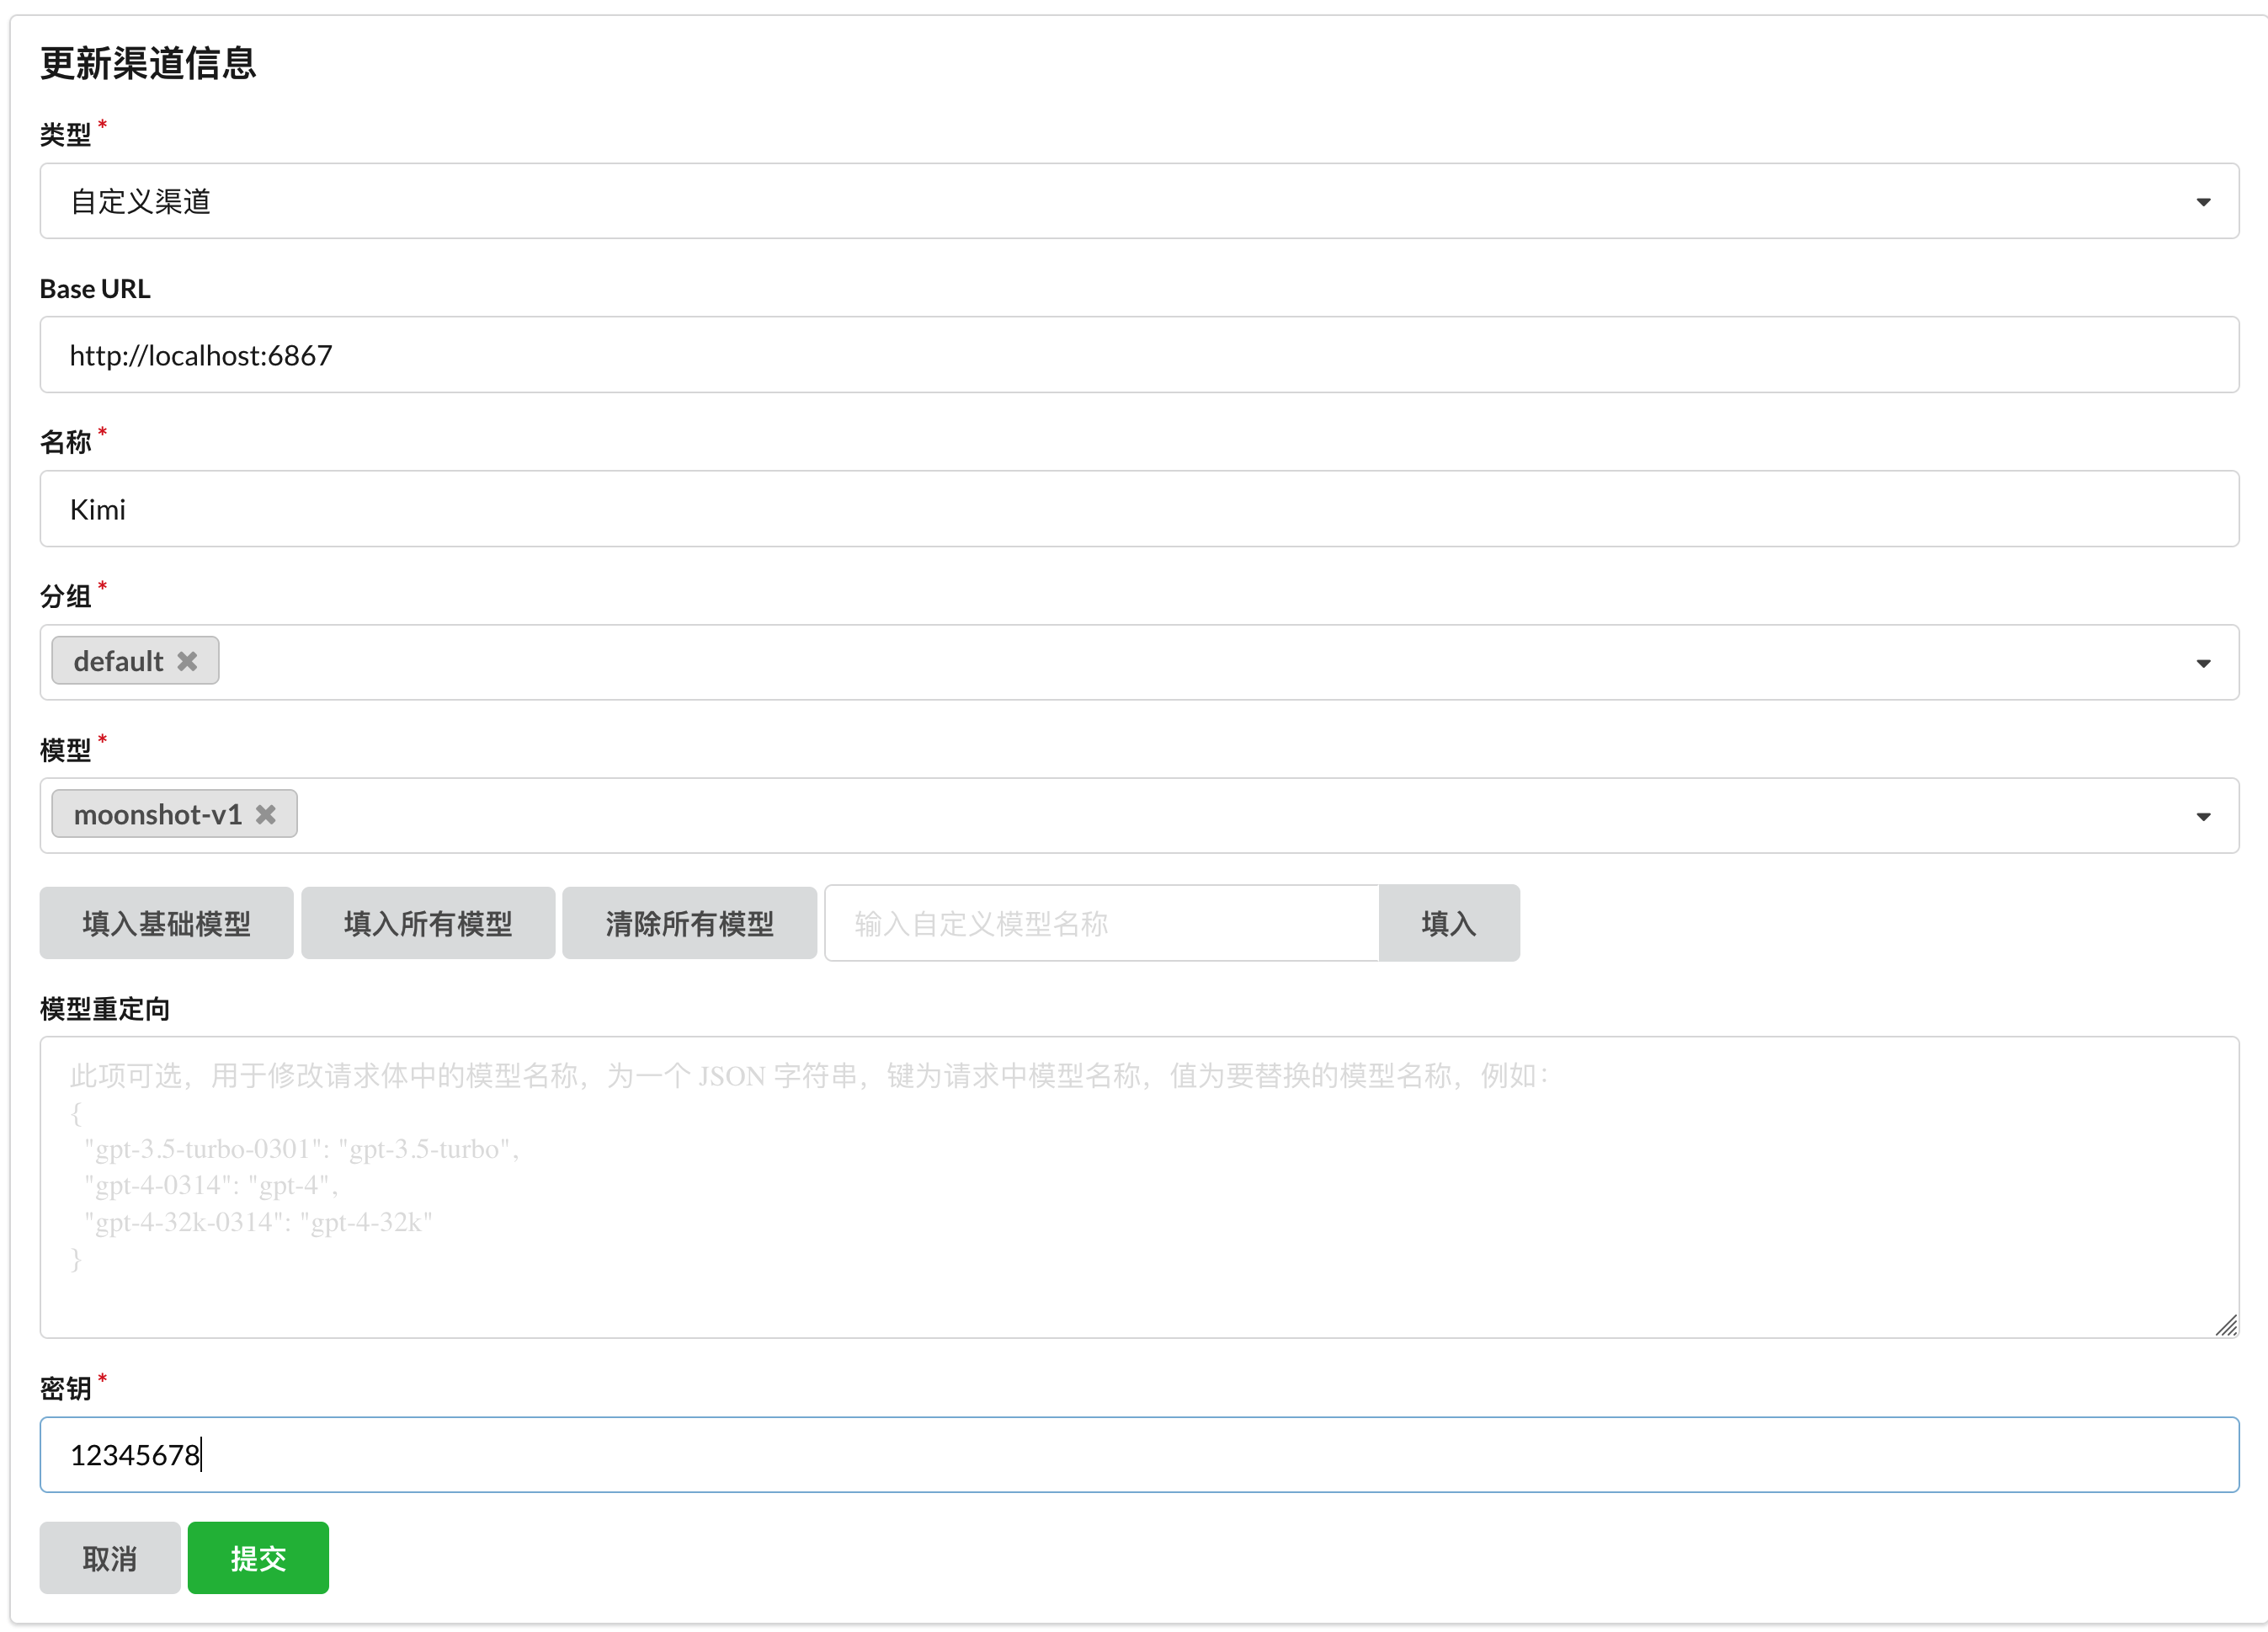 更新渠道信息
类型 *
自定义渠道
Base URL
http://localhost:6867
名称 *
Kimi
分组 *
default
模型 *
moonshot-v1
填入基础模型 填入所有模型 清除所有模型 输入自定义模型名称 填入
模型重定向
此项可选，用于修改请求体中的模型名称，为一个 JSON 字符串，键为请求中模型名称，值为要替换的模型名称，例如：
{
"gpt-3.5-turbo-0301": "gpt-3.5-turbo",
"gpt-4-0314": "gpt-4",
"gpt-4-32k-0314": "gpt-4-32k"
}
密钥 *
12345678
取消 提交